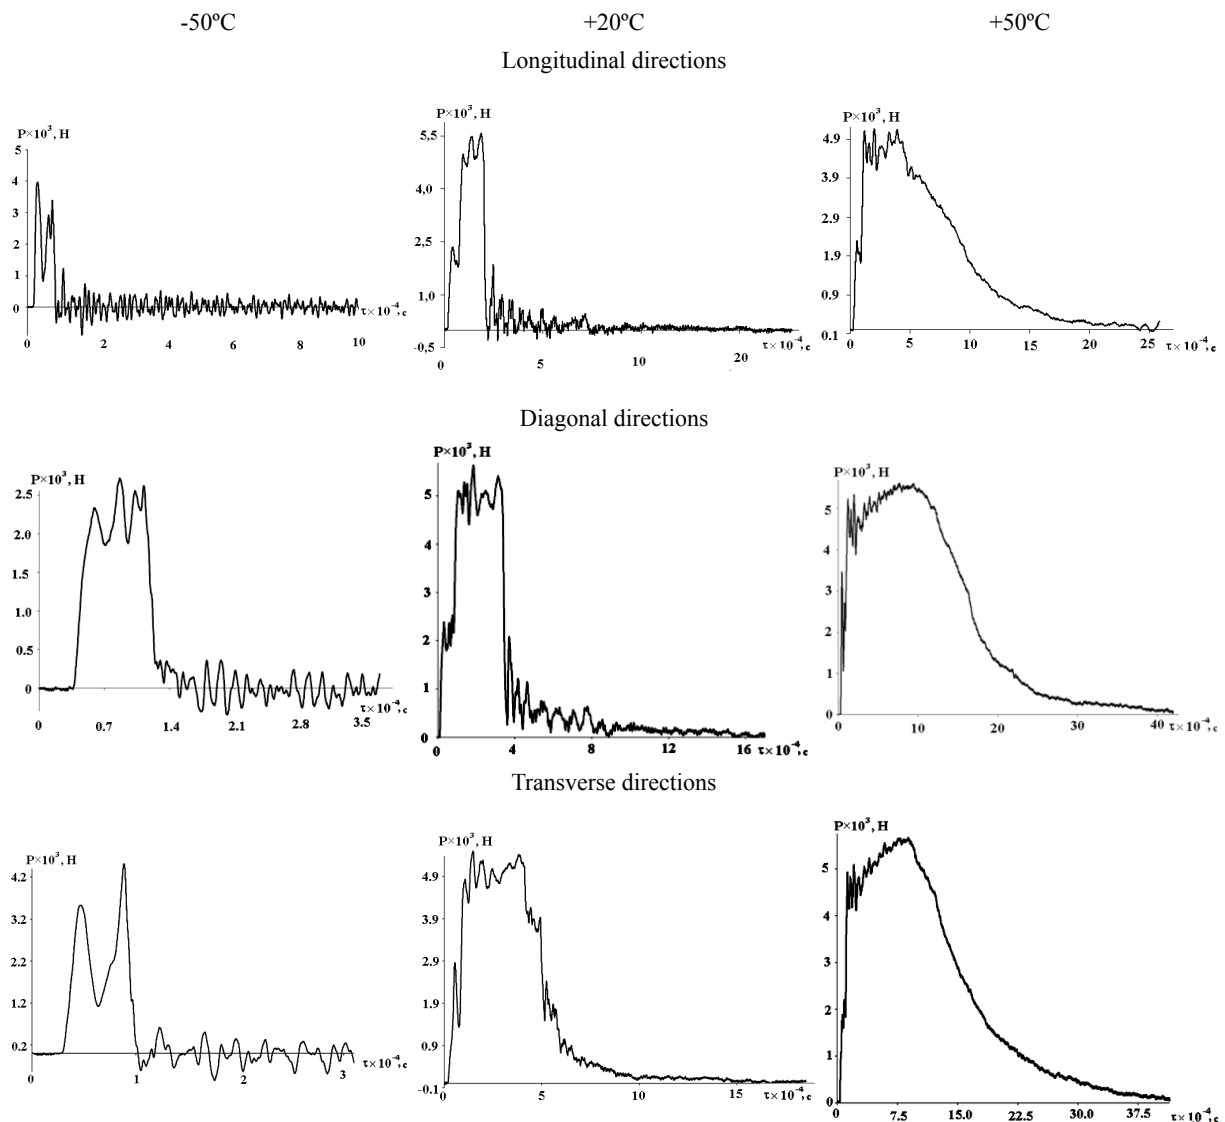 -50ºC +20ºC +50ºC
Longitudinal directions
P×10³, H
5
4
3
2
1
0
0 2 4 6 8 10
τ×10⁻⁴,c
P×10³, H
5,5
4,0
2,5
1,0
-0,5
0 5 10 20
τ×10⁻⁴,c
P×10³, H
4.9
3.9
2.9
1.9
0.9
0.1
0 5 10 15 20 25
τ×10⁻⁴,c
Diagonal directions
P×10³, H
2.5
2.0
1.5
1.0
0.5
0
0 0.7 1.4 2.1 2.8 3.5
τ×10⁻⁴,c
P×10³, H
5
4
3
2
1
0
0 4 8 12 16 τ×10⁻⁴,c
P×10³, H
5
4
3
2
1
0
0 10 20 30 40
τ×10⁻⁴,c
Transverse directions
P×10³, H
4.2
3.2
2.2
1.2
0.2
0 1 2 3
τ×10⁻⁴,c
P×10³, H
4.9
3.9
2,9
1.9
0.9
-0.1
0 5 10 15
τ×10⁻⁴,c
P×10³, H
5
4
3
2
1
0
0 7.5 15.0 22.5 30.0 37.5 τ×10⁻⁴,c